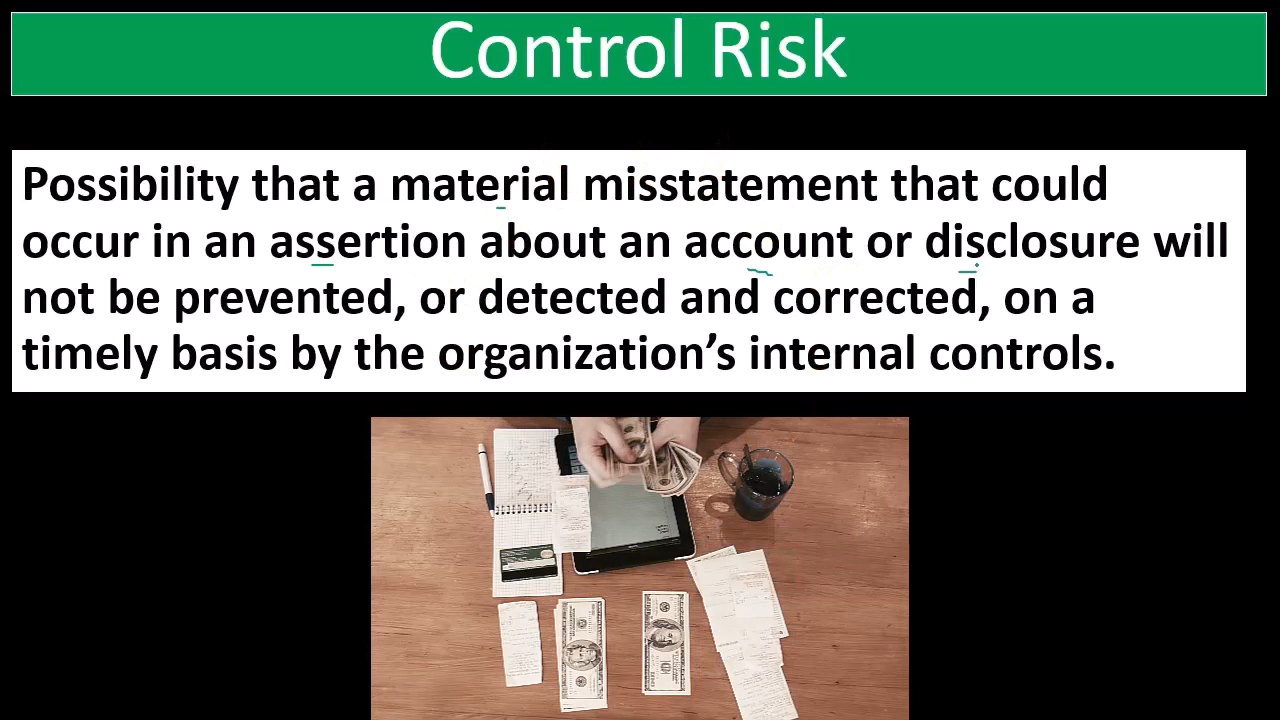 Control Risk
Possibility that a material misstatement that could
occur in an assertion about an account or disclosure will
not be prevented, or detected and corrected, on a
timely basis by the organization’s internal controls.